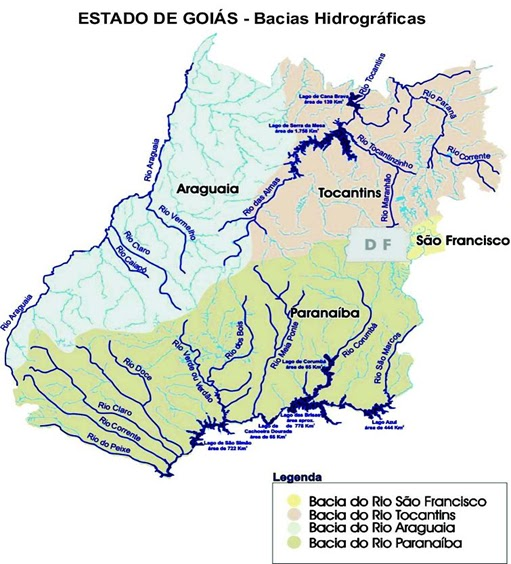 ESTADO DE GOIÁS - Bacias Hidrográficas
Rio Tocantins
Lago de Cana Brava
área de 139 Km²
Rio Paranã
Lago de Serra da Mesa
área de 1.758 Km²
Rio Araguaia
Rio Tocantinzinho
Rio Corrente
Araguaia
Rio das Almas
Tocantins
Rio Maranhão
Rio Vermelho
Rio Claro
Rio Caiapó
DF
São Francisco
Rio Araguaia
Paranaíba
Rio dos Bois
Rio Meia Ponte
Rio Verde ou Verdão
Rio Corumbá
Rio São Marcos
Lago de Corumbá
área de 65 Km²
Rio Doce
Rio Claro
Rio Corrente
Rio do Peixe
Lago das Brisas
área aprox.
de 778 Km²
Lago de
Cachoeira Dourada
área de 65 Km²
Lago Azul
área de 444 Km²
Lago de São Simão
área de 722 Km²
Legenda
Bacia do Rio São Francisco
Bacia do Rio Tocantins
Bacia do Rio Araguaia
Bacia do Rio Paranaíba